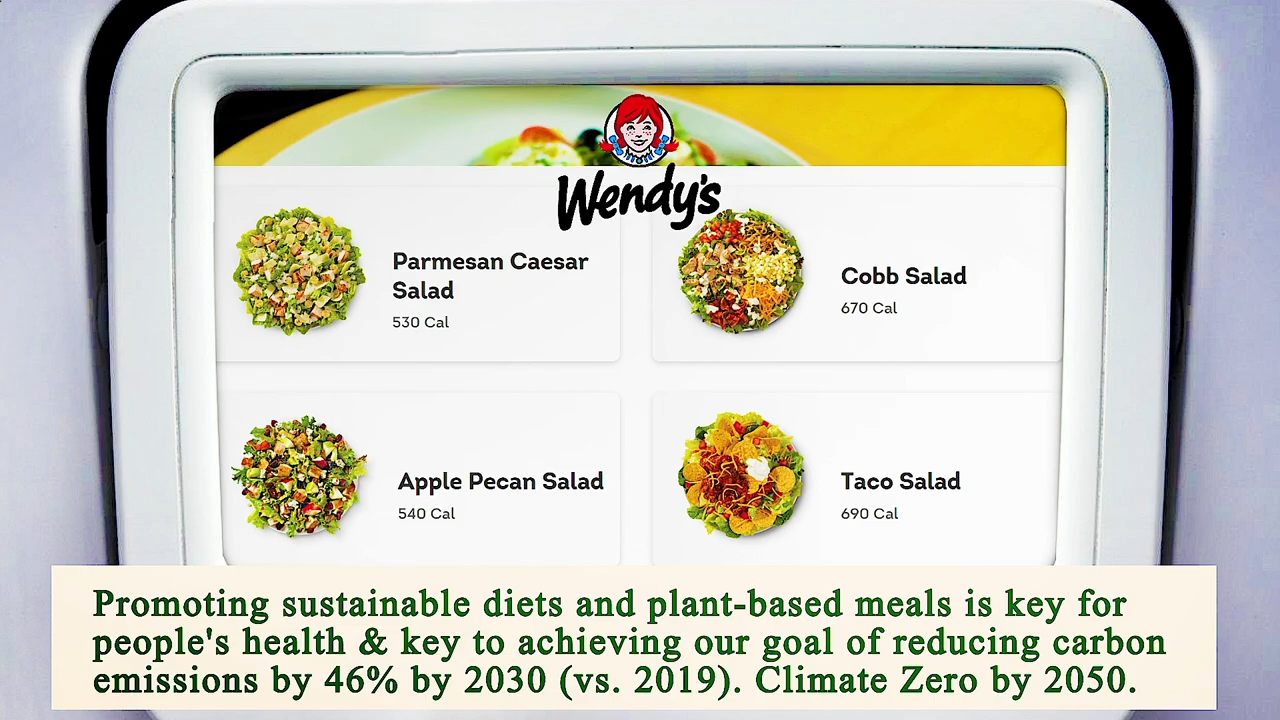 Wendy's
Parmesan Caesar
Salad
530 Cal
Cobb Salad
670 Cal
Apple Pecan Salad
540 Cal
Taco Salad
690 Cal
Promoting sustainable diets and plant-based meals is key for
people's health & key to achieving our goal of reducing carbon
emissions by 46% by 2030 (vs. 2019). Climate Zero by 2050.